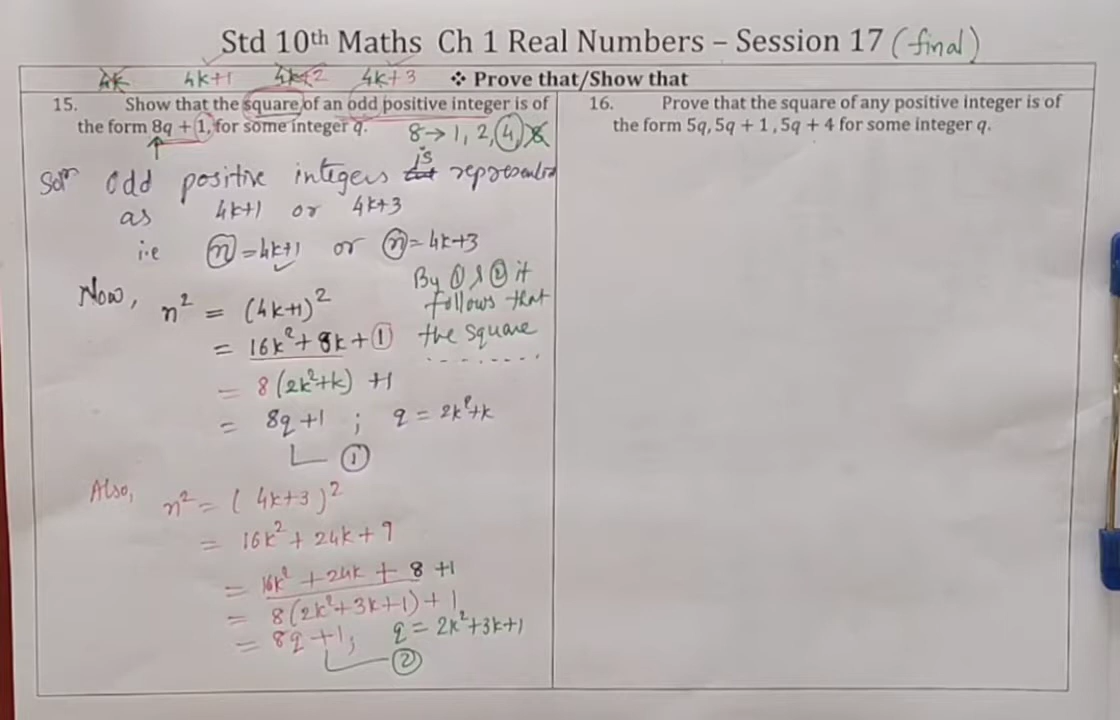 Std 10th Maths Ch 1 Real Numbers – Session 17 (final)
4k 4k+1 4k+2 4k+3 ❖ Prove that/Show that
15. Show that the square of an odd positive integer is of
the form 8q + 1, for some integer q.
8 → 1, 2, 4, 8
Solⁿ Odd positive integers is represented
as 4k+1 or 4k+3
i.e n = 4k+1 or n = 4k+3
Now, n² = (4k+1)²
= 16k² + 8k + 1
= 8(2k²+k) +1
= 8q +1 ; q = 2k²+k
①
By ① & ② it
follows that
the square
..........
Also, n² = (4k+3)²
= 16k² + 24k + 9
= 16k² + 24k + 8 +1
= 8(2k²+3k+1) + 1
= 8q +1, q = 2k²+3k+1
②
16. Prove that the square of any positive integer is of
the form 5q, 5q + 1 , 5q + 4 for some integer q.